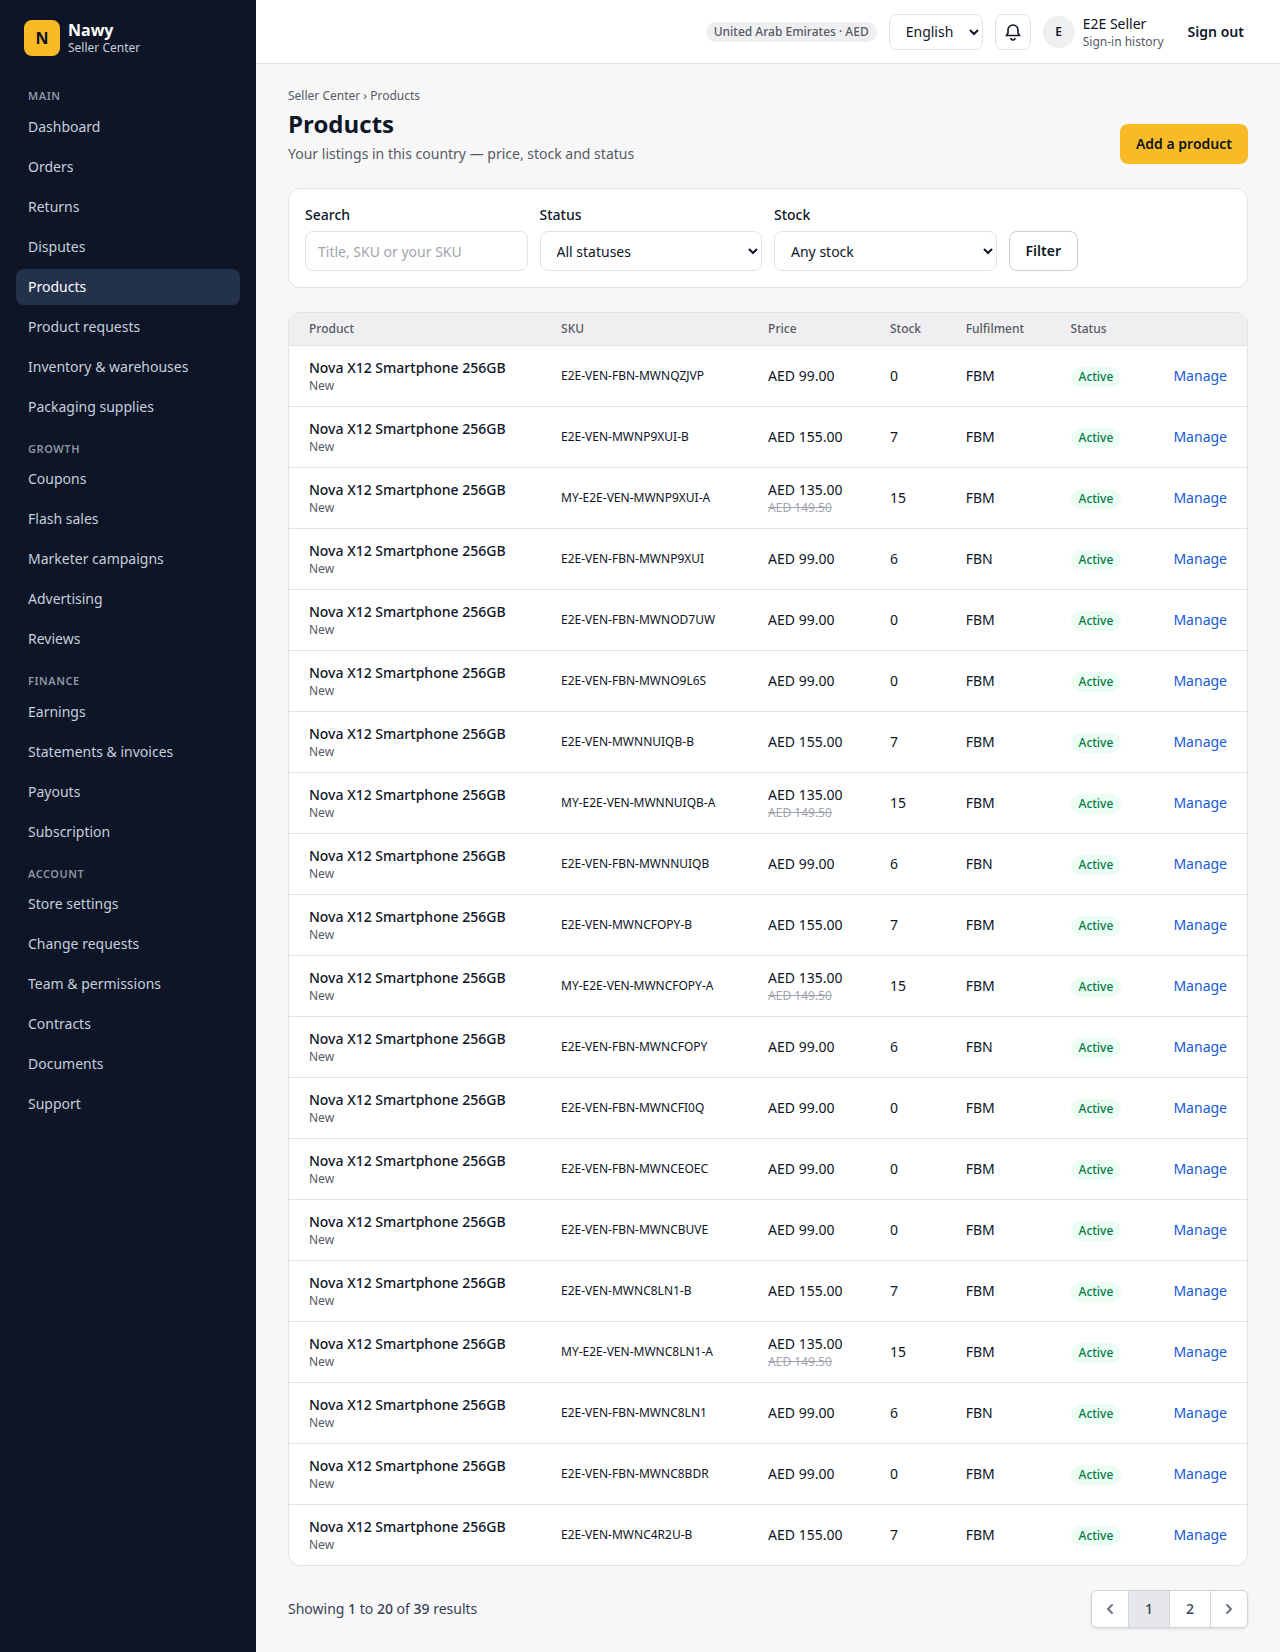 N
Nawy
Seller Center
MAIN
Dashboard
Orders
Returns
Disputes
Products
Product requests
Inventory & warehouses
Packaging supplies
GROWTH
Coupons
Flash sales
Marketer campaigns
Advertising
Reviews
FINANCE
Earnings
Statements & invoices
Payouts
Subscription
ACCOUNT
Store settings
Change requests
Team & permissions
Contracts
Documents
Support
United Arab Emirates · AED
English
E
E2E Seller
Sign-in history
Sign out
Seller Center › Products
Products
Your listings in this country — price, stock and status
Add a product
Search Status Stock
Title, SKU or your SKU All statuses Any stock Filter
Product SKU Price Stock Fulfilment Status
Nova X12 Smartphone 256GB
New
E2E-VEN-FBN-MWNQZJVP AED 99.00 0 FBM Active Manage
Nova X12 Smartphone 256GB
New
E2E-VEN-MWNP9XUI-B AED 155.00 7 FBM Active Manage
Nova X12 Smartphone 256GB
New
MY-E2E-VEN-MWNP9XUI-A AED 135.00
AED 149.50
15 FBM Active Manage
Nova X12 Smartphone 256GB
New
E2E-VEN-FBN-MWNP9XUI AED 99.00 6 FBN Active Manage
Nova X12 Smartphone 256GB
New
E2E-VEN-FBN-MWNOD7UW AED 99.00 0 FBM Active Manage
Nova X12 Smartphone 256GB
New
E2E-VEN-FBN-MWNO9L6S AED 99.00 0 FBM Active Manage
Nova X12 Smartphone 256GB
New
E2E-VEN-MWNNUIQB-B AED 155.00 7 FBM Active Manage
Nova X12 Smartphone 256GB
New
MY-E2E-VEN-MWNNUIQB-A AED 135.00
AED 149.50
15 FBM Active Manage
Nova X12 Smartphone 256GB
New
E2E-VEN-FBN-MWNNUIQB AED 99.00 6 FBN Active Manage
Nova X12 Smartphone 256GB
New
E2E-VEN-MWNCFOPY-B AED 155.00 7 FBM Active Manage
Nova X12 Smartphone 256GB
New
MY-E2E-VEN-MWNCFOPY-A AED 135.00
AED 149.50
15 FBM Active Manage
Nova X12 Smartphone 256GB
New
E2E-VEN-FBN-MWNCFOPY AED 99.00 6 FBN Active Manage
Nova X12 Smartphone 256GB
New
E2E-VEN-FBN-MWNCFI0Q AED 99.00 0 FBM Active Manage
Nova X12 Smartphone 256GB
New
E2E-VEN-FBN-MWNCEOEC AED 99.00 0 FBM Active Manage
Nova X12 Smartphone 256GB
New
E2E-VEN-FBN-MWNCBUVE AED 99.00 0 FBM Active Manage
Nova X12 Smartphone 256GB
New
E2E-VEN-MWNC8LN1-B AED 155.00 7 FBM Active Manage
Nova X12 Smartphone 256GB
New
MY-E2E-VEN-MWNC8LN1-A AED 135.00
AED 149.50
15 FBM Active Manage
Nova X12 Smartphone 256GB
New
E2E-VEN-FBN-MWNC8LN1 AED 99.00 6 FBN Active Manage
Nova X12 Smartphone 256GB
New
E2E-VEN-FBN-MWNC8BDR AED 99.00 0 FBM Active Manage
Nova X12 Smartphone 256GB
New
E2E-VEN-MWNC4R2U-B AED 155.00 7 FBM Active Manage
Showing 1 to 20 of 39 results
1 2